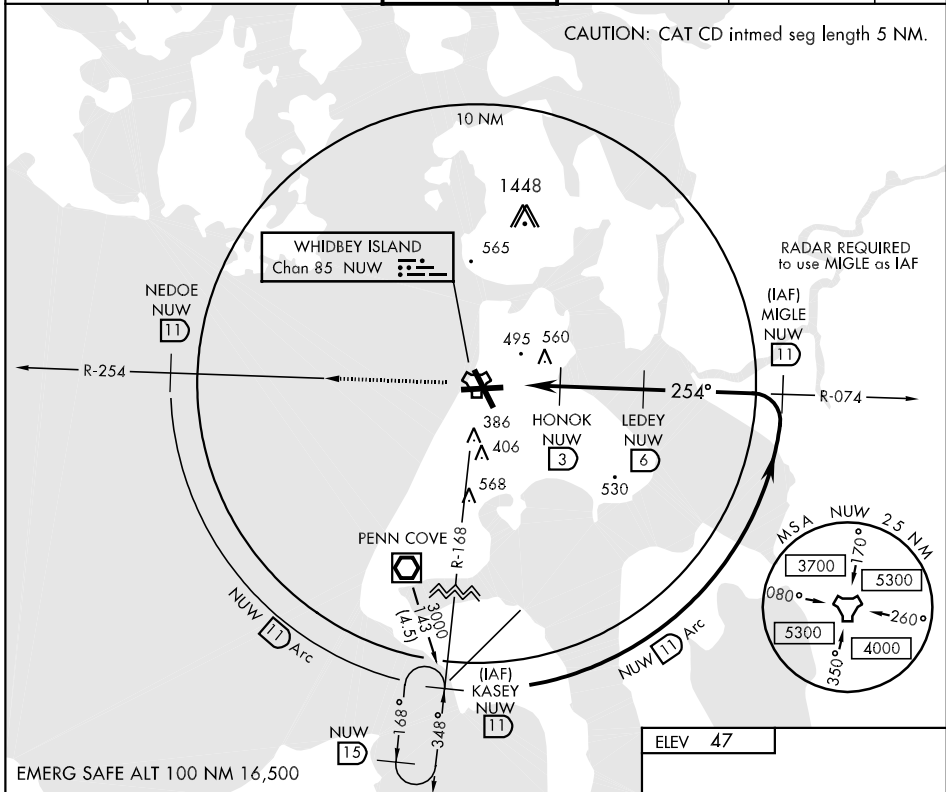 CAUTION: CAT CD intmed seg length 5 NM.
10 NM
1448
565
WHIDBEY ISLAND
Chan 85 NUW
RADAR REQUIRED
to use MIGLE as IAF
NEDOE
NUW
11
(IAF)
MIGLE
NUW
11
495
560
R-254
254°
R-074
HONOK
NUW
3
LEDEY
NUW
6
386
406
568
530
R-168
PENN COVE
3000
143
(4.5)
MSA NUW 25 NM
170°
3700
5300
080°
260°
5300
4000
350°
NUW 11 Arc
NUW 11 Arc
(IAF)
KASEY
NUW
11
168°
348°
NUW
15
ELEV 47
EMERG SAFE ALT 100 NM 16,500